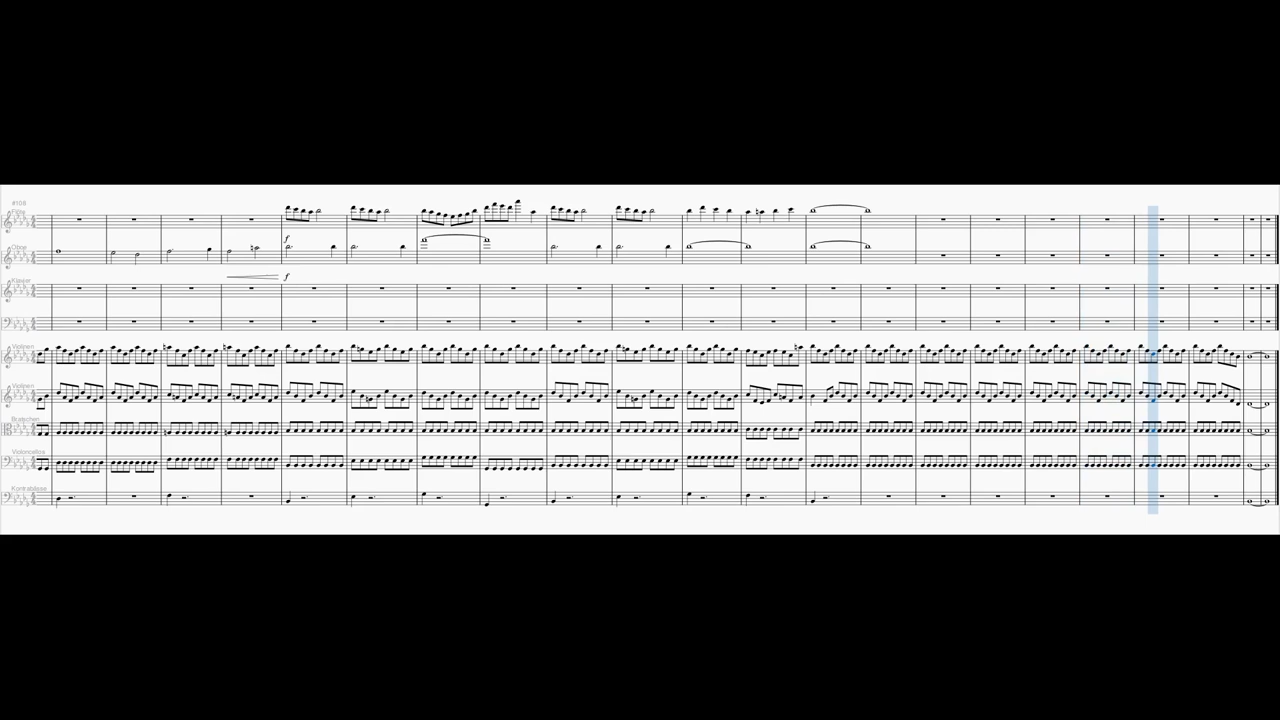 #108
Flöte
f
Oboe
f
Klavier
Violinen
Violinen
Bratschen
Violoncellos
Kontrabässe